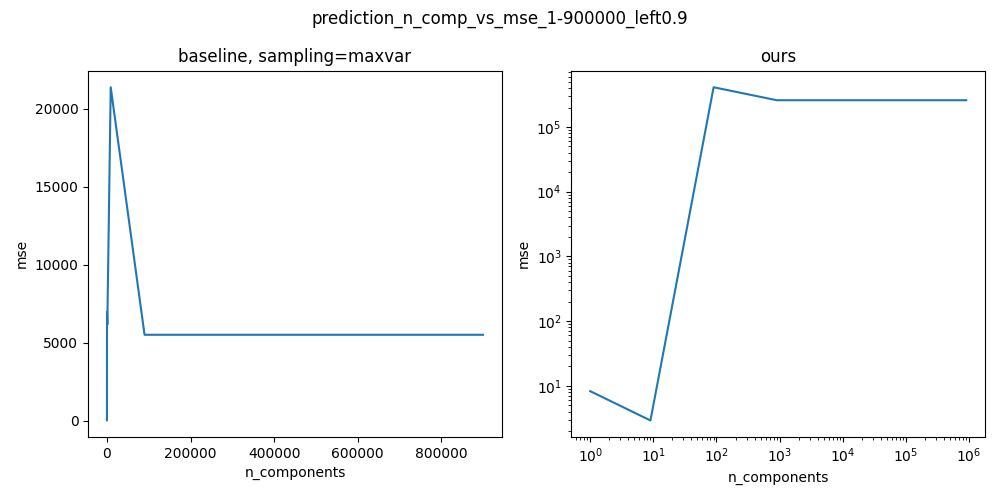 prediction_n_comp_vs_mse_1-900000_left0.9
baseline, sampling=maxvar
mse
20000
15000
10000
5000
0
0 200000 400000 600000 800000
n_components
ours
mse
10⁵
10⁴
10³
10²
10¹
10⁰ 10¹ 10² 10³ 10⁴ 10⁵ 10⁶
n_components